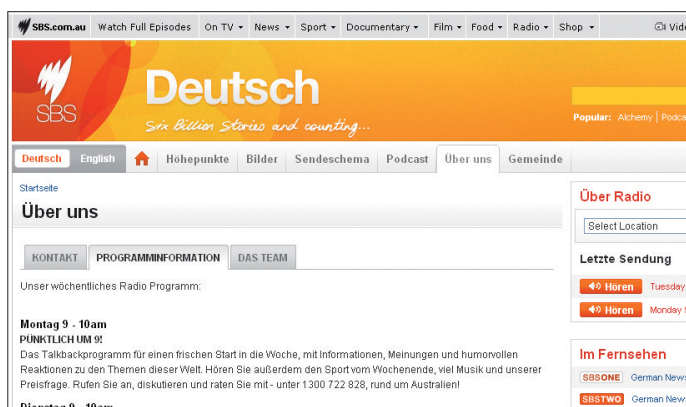 SBS.com.au Watch Full Episodes On TV News Sport Documentary Film Food Radio Shop
SBS
Deutsch
Six Billion Stories and counting...
Popular: Alchemy |
Deutsch English Höhepunkte Bilder Sendeschema Podcast Über uns Gemeinde
Startseite
Über uns
KONTAKT PROGRAMMINFORMATION DAS TEAM
Unser wöchentliches Radio Programm:
Montag 9 - 10am
PÜNKTLICH UM 9!
Das Talkbackprogramm für einen frischen Start in die Woche, mit Informationen, Meinungen und humorvollen
Reaktionen zu den Themen dieser Welt. Hören Sie außerdem den Sport vom Wochenende, viel Musik und unserer
Preisfrage. Rufen Sie an, diskutieren und raten Sie mit - unter 1300 722 828, rund um Australien!
Dienstag 9 - 10am
Über Radio
Select Location
Letzte Sendung
Hören Tuesday
Hören Monday
Im Fernsehen
SBSONE German News
SBSTWO German News